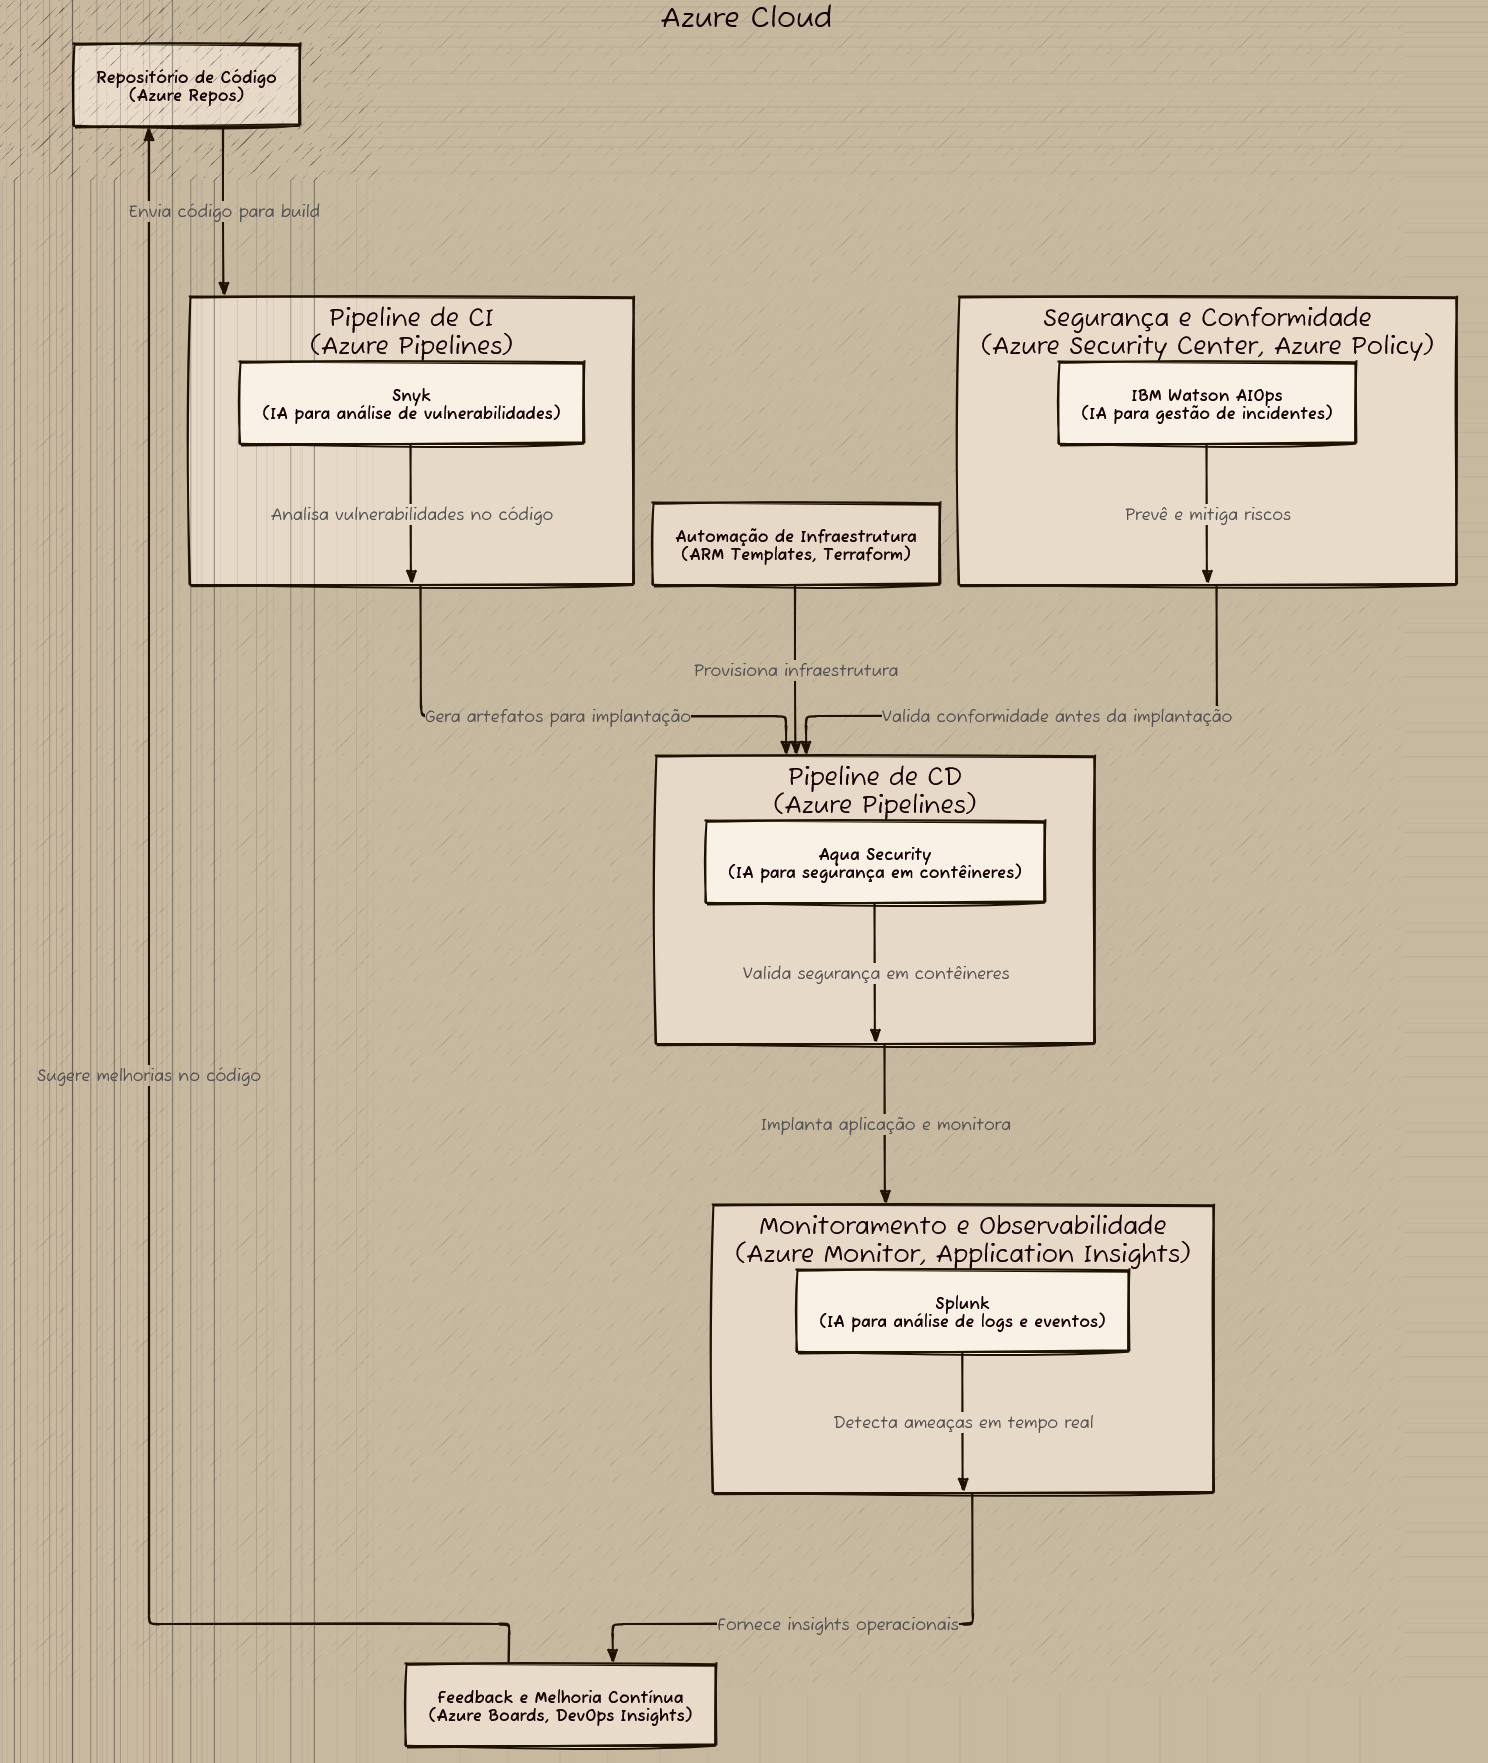 Azure Cloud
Repositório de Código
(Azure Repos)
Envia código para build
Pipeline de CI
(Azure Pipelines)
Snyk
(IA para análise de vulnerabilidades)
Analisa vulnerabilidades no código
Segurança e Conformidade
(Azure Security Center, Azure Policy)
IBM Watson AIOps
(IA para gestão de incidentes)
Prevê e mitiga riscos
Automação de Infraestrutura
(ARM Templates, Terraform)
Provisiona infraestrutura
Gera artefatos para implantação
Valida conformidade antes da implantação
Pipeline de CD
(Azure Pipelines)
Aqua Security
(IA para segurança em contêineres)
Valida segurança em contêineres
Sugere melhorias no código
Implanta aplicação e monitora
Monitoramento e Observabilidade
(Azure Monitor, Application Insights)
Splunk
(IA para análise de logs e eventos)
Detecta ameaças em tempo real
Fornece insights operacionais
Feedback e Melhoria Contínua
(Azure Boards, DevOps Insights)